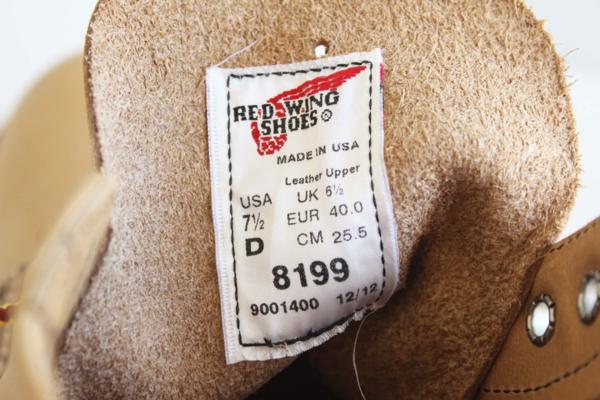 RED WING
SHOES®
MADE IN USA
Leather Upper
USA UK 6½
7½ EUR 40.0
D CM 25.5
8199
9001400 12/12